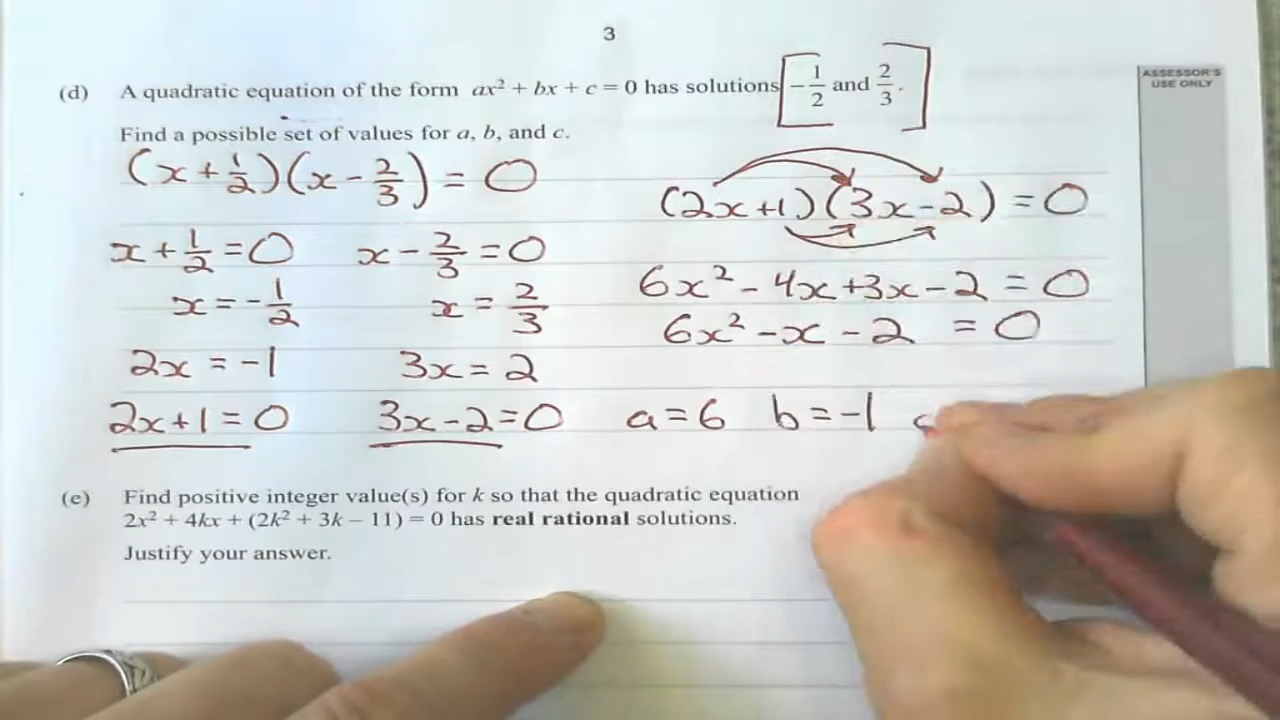 3
(d) A quadratic equation of the form ax² + bx + c = 0 has solutions [-1/2 and 2/3.]
ASSESSOR'S
USE ONLY
Find a possible set of values for a, b, and c.
(x + 1/2)(x - 2/3) = 0
(2x+1)(3x-2) = 0
x + 1/2 = 0 x - 2/3 = 0
6x² - 4x + 3x - 2 = 0
x = -1/2 x = 2/3
6x² - x - 2 = 0
2x = -1 3x = 2
2x+1 = 0 3x-2 = 0 a = 6 b = -1
(e) Find positive integer value(s) for k so that the quadratic equation
2x² + 4kx + (2k² + 3k – 11) = 0 has real rational solutions.
Justify your answer.